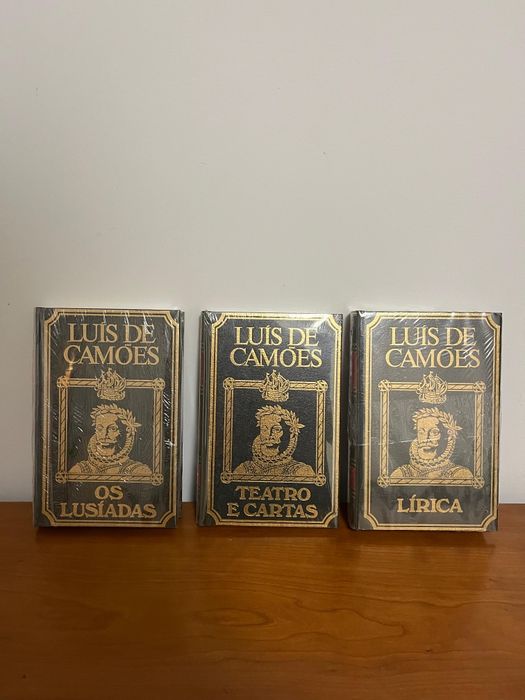 LUÍS DE
CAMÕES
OS
LUSÍADAS
LUÍS DE
CAMÕES
TEATRO
E CARTAS
LUÍS DE
CAMÕES
LÍRICA